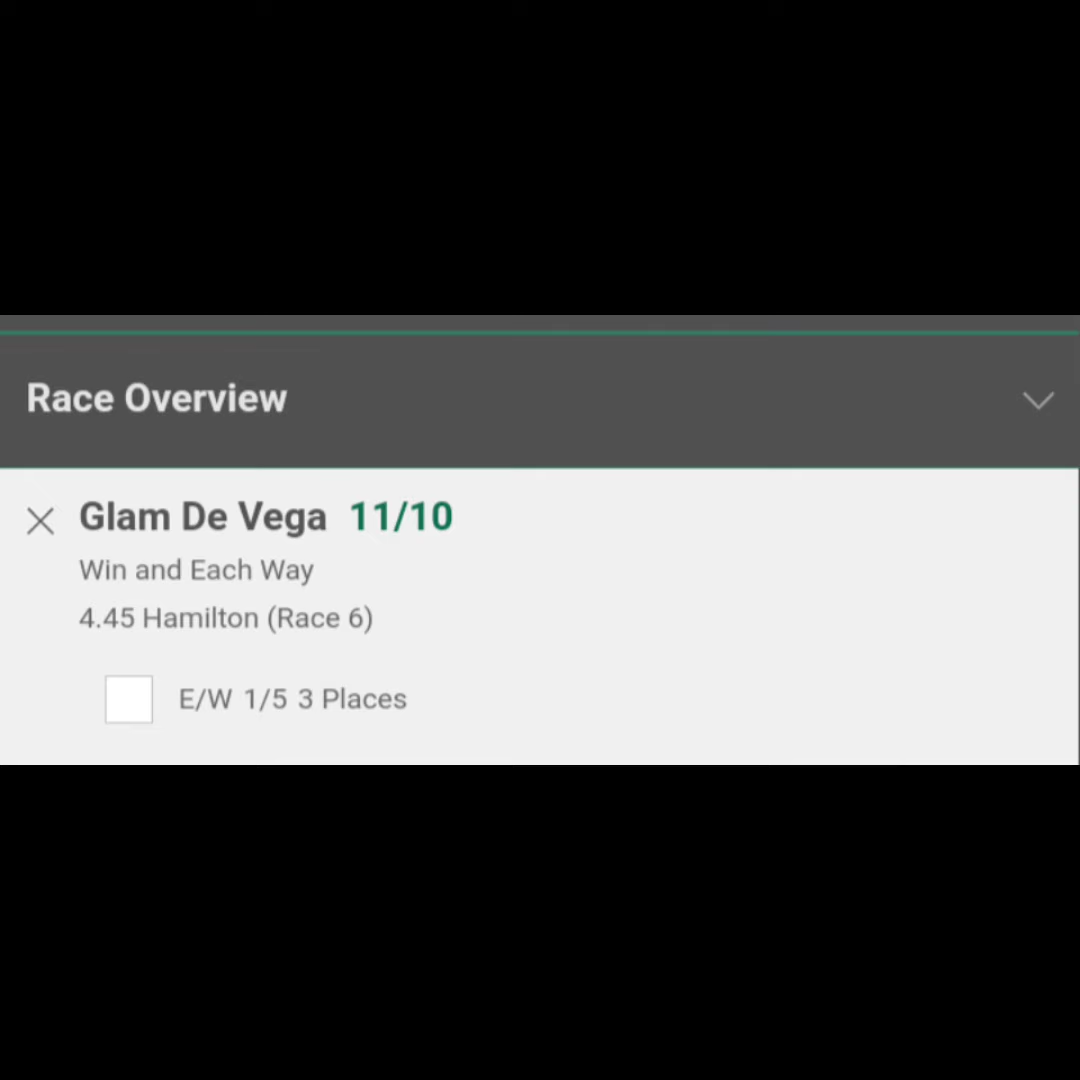 Race Overview
Glam De Vega 11/10
Win and Each Way
4.45 Hamilton (Race 6)
E/W 1/5 3 Places